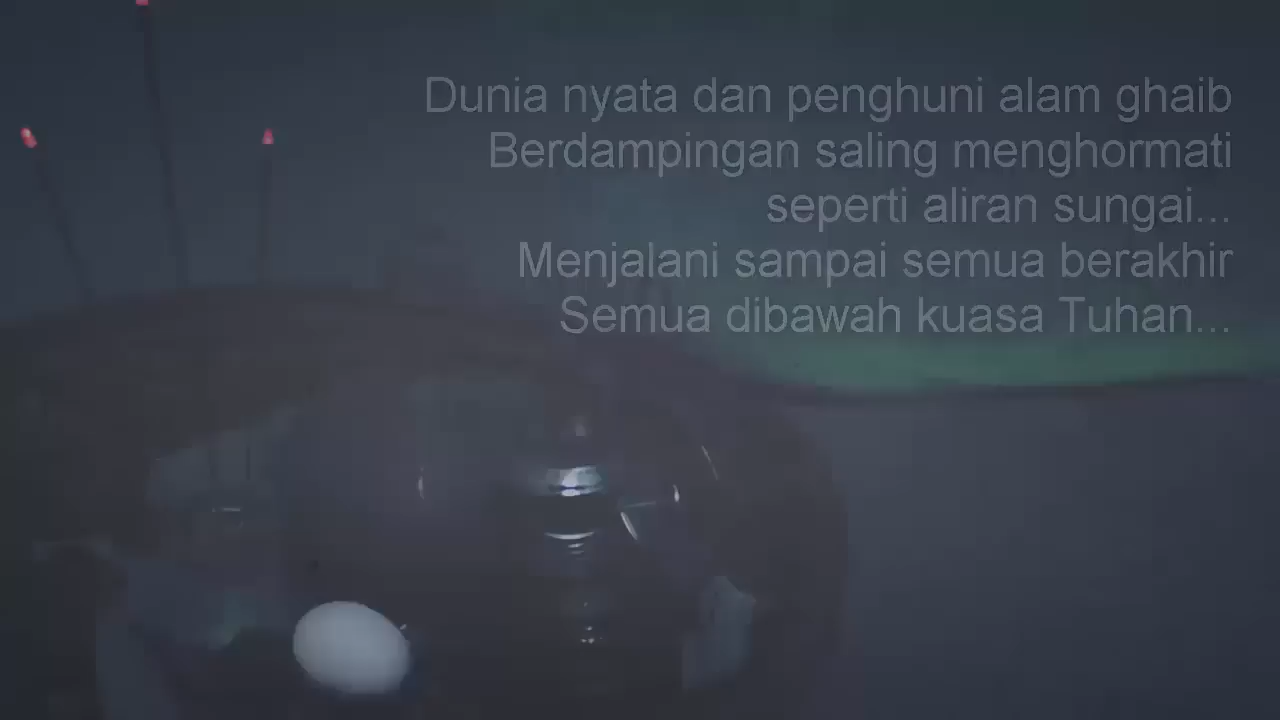 Dunia nyata dan penghuni alam ghaib
Berdampingan saling menghormati
seperti aliran sungai...
Menjalani sampai semua berakhir
Semua dibawah kuasa Tuhan...